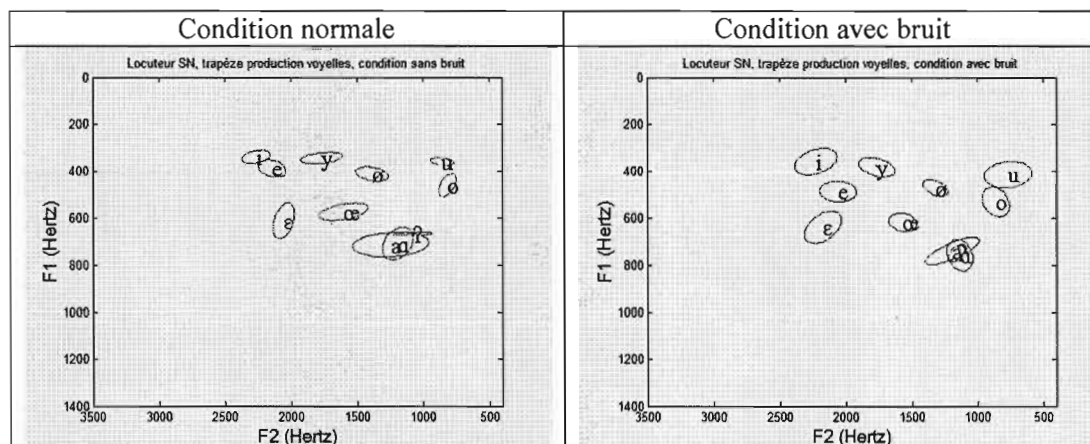 Condition normale
Locuteur SN, trapèze production voyelles, condition sans bruit
0
200
400
600
800
1000
1200
1400
F1 (Hertz)
i
e
y
ø
u
ø
ε
œ
a
3500
3000
2500
2000
1500
1000
500
F2 (Hertz)
Condition avec bruit
Locuteur SN, trapèze production voyelles, condition avec bruit
0
200
400
600
800
1000
1200
1400
F1 (Hertz)
i
e
y
ø
u
o
ε
œ
a
3500
3000
2500
2000
1500
1000
500
F2 (Hertz)